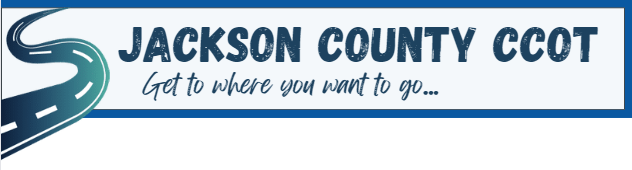 JACKSON COUNTY CCOT
Get to where you want to go...